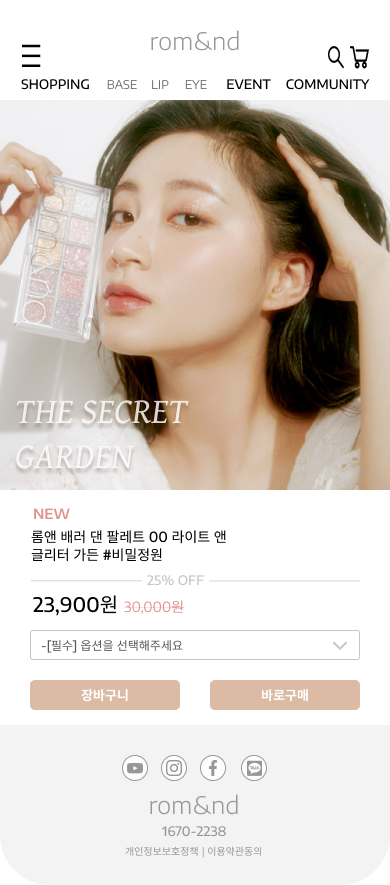 rom&nd
SHOPPING BASE LIP EYE EVENT COMMUNITY
THE SECRET
GARDEN
NEW
롬앤 배러 댄 팔레트 00 라이트 앤
글리터 가든 #비밀정원
25% OFF
23,900원 30,000원
-[필수] 옵션을 선택해주세요
장바구니 바로구매
TALK
rom&nd
1670-2238
개인정보보호정책 | 이용약관동의